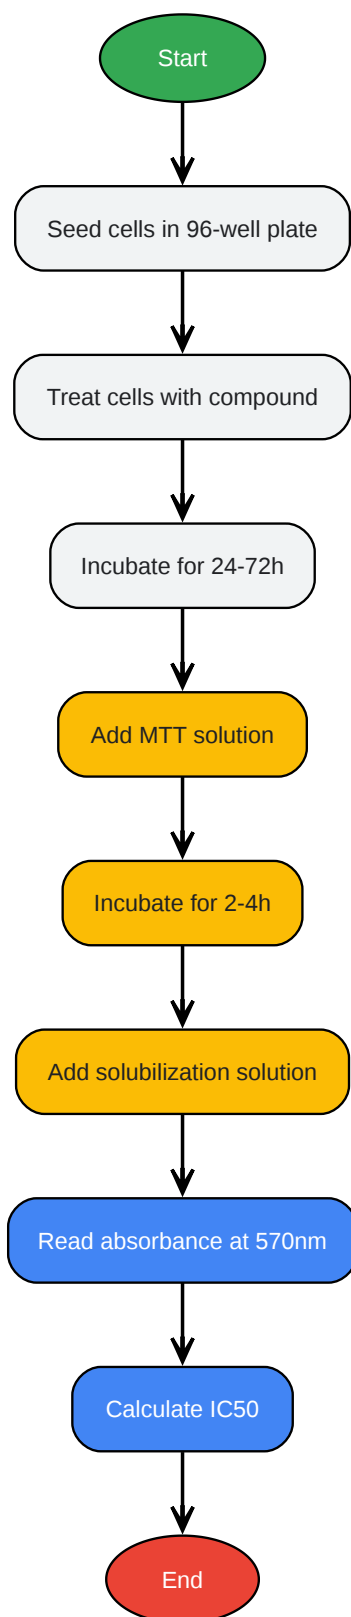 Start
Seed cells in 96-well plate
Treat cells with compound
Incubate for 24-72h
Add MTT solution
Incubate for 2-4h
Add solubilization solution
Read absorbance at 570nm
Calculate IC50
End